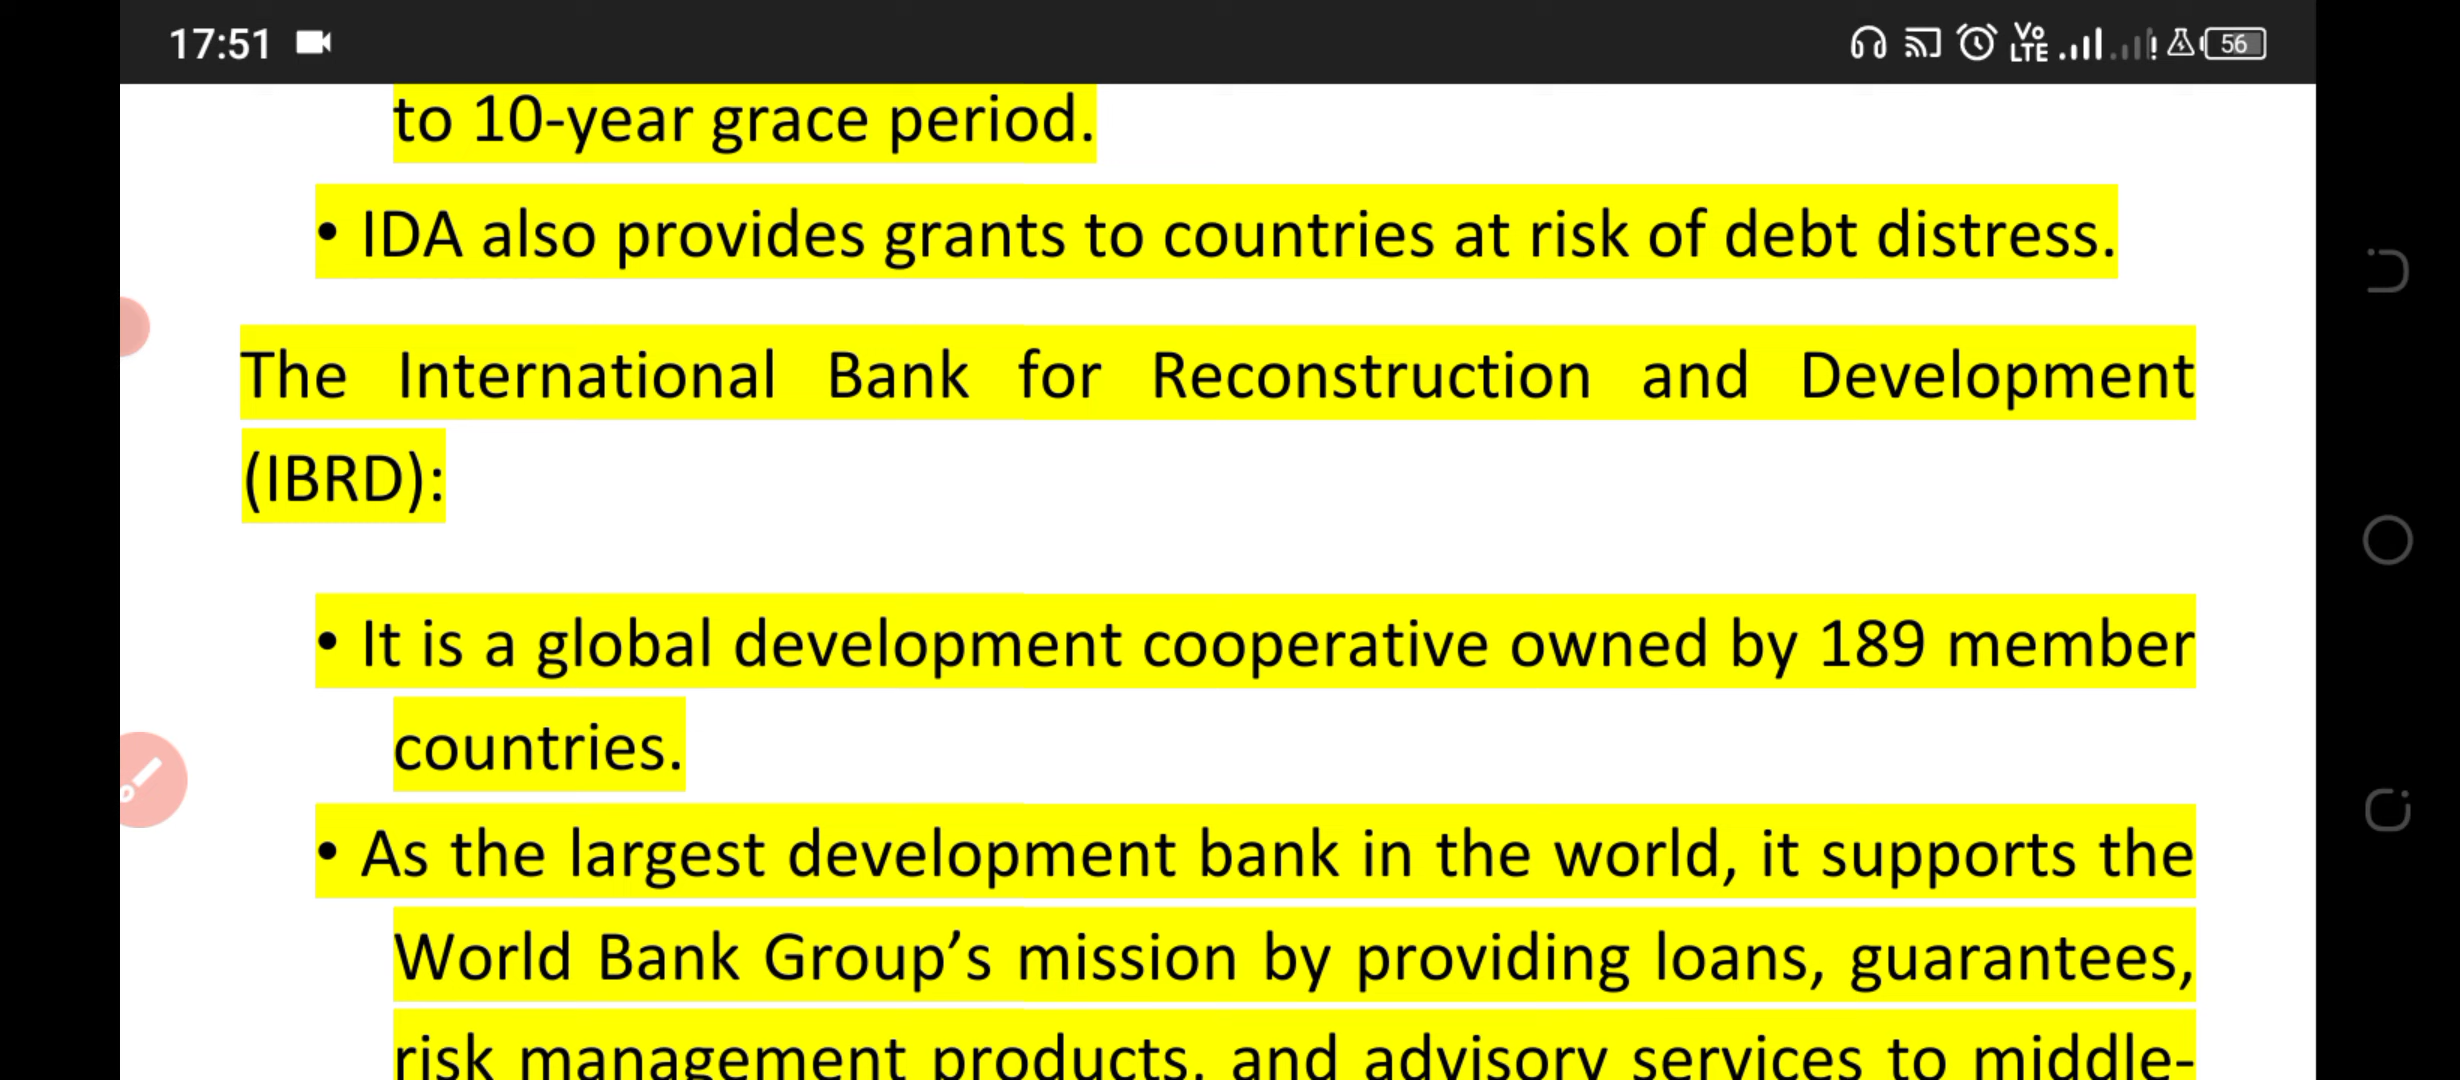 17:51
Vo
LTE
56
to 10-year grace period.
• IDA also provides grants to countries at risk of debt distress.
The International Bank for Reconstruction and Development
(IBRD):
• It is a global development cooperative owned by 189 member
countries.
• As the largest development bank in the world, it supports the
World Bank Group’s mission by providing loans, guarantees,
risk management products, and advisory services to middle-